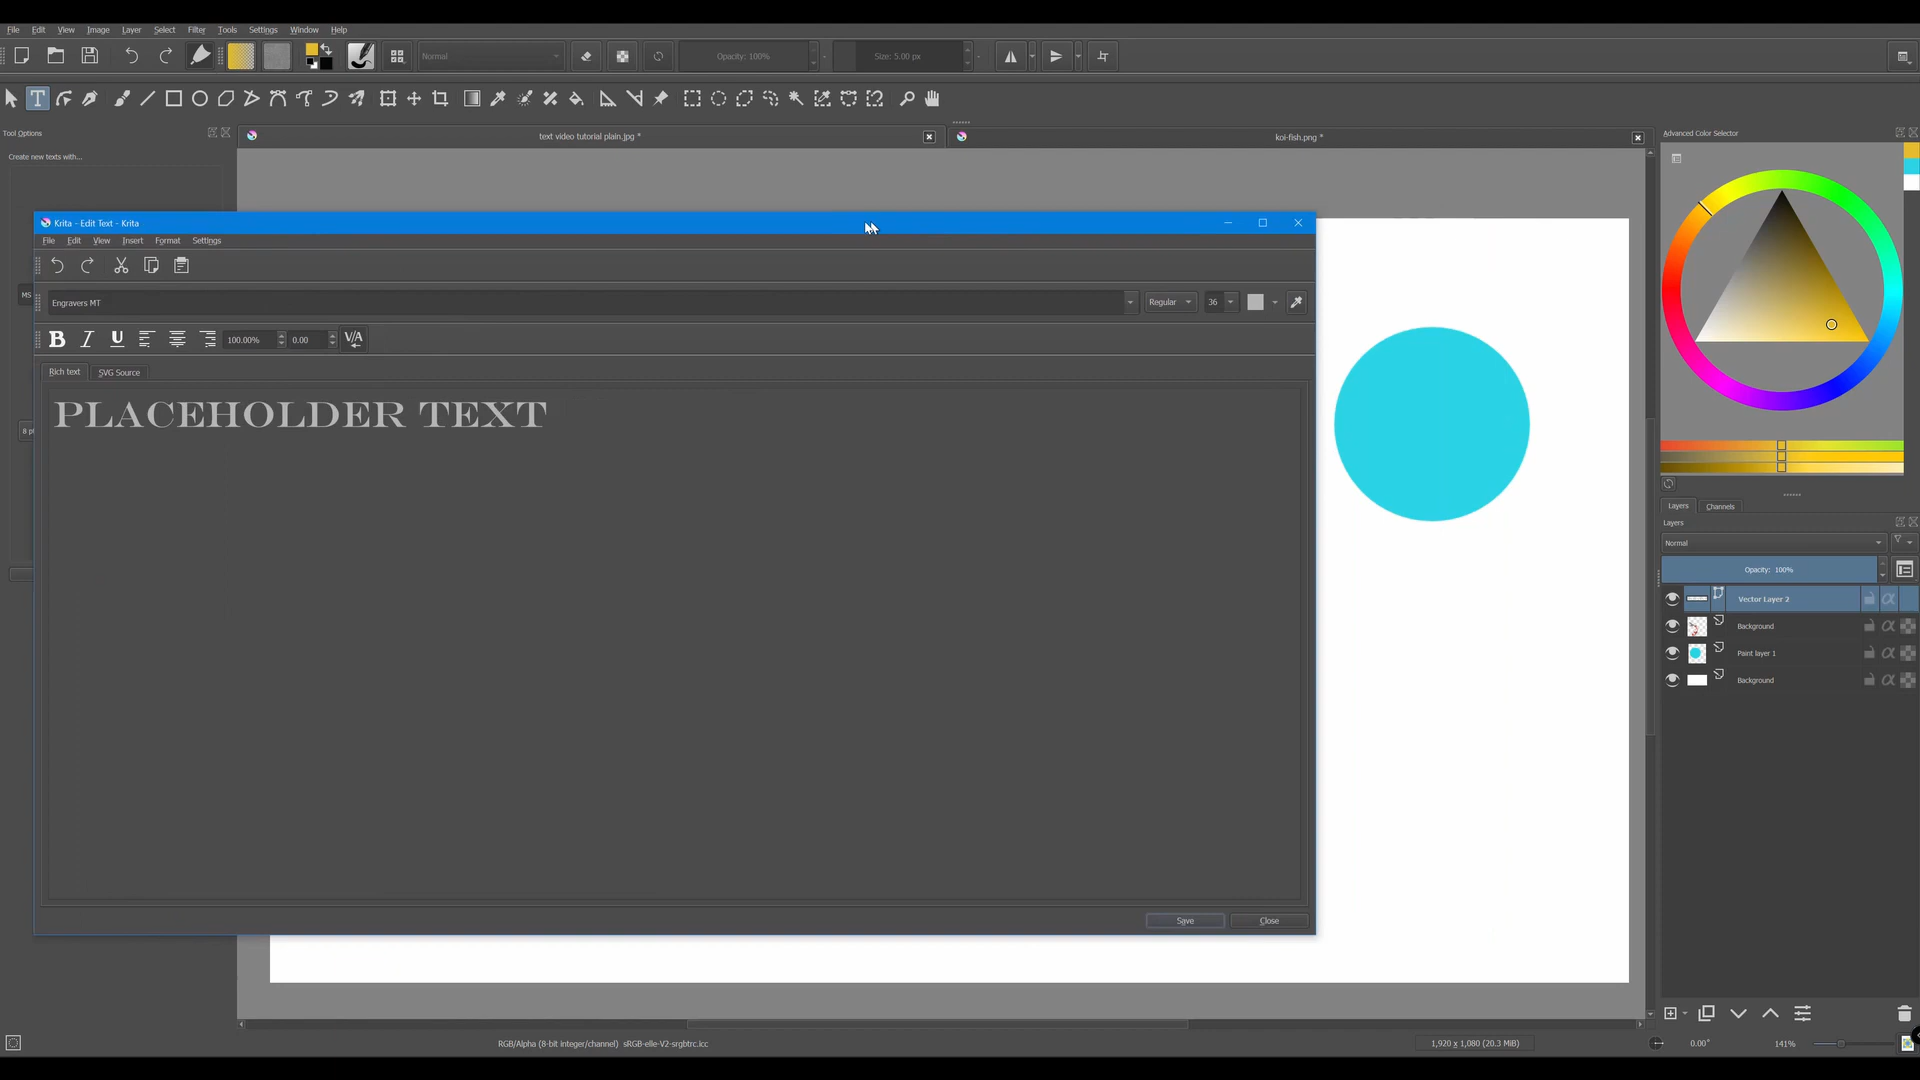 File Edit View Image Layer Select Filter Tools Settings Window Help
Normal
Opacity: 100%
Size: 5.00 px
Tool Options
text video tutorial plain.jpg *
koi-fish.png *
Advanced Color Selector
Create new texts with...
Krita - Edit Text - Krita
File Edit View Insert Format Settings
MS
Engravers MT
Regular
36
B I U
100.00%
0.00
V/A
Rich text
SVG Source
PLACEHOLDER TEXT
8 pt
Layers
Channels
Layers
Normal
Opacity: 100%
Vector Layer 2
Background
Paint layer 1
Background
Save
Close
RGB/Alpha (8-bit integer/channel) sRGB-elle-V2-srgbtrc.icc
1,920 x 1,080 (20.3 MiB)
0.00°
141%